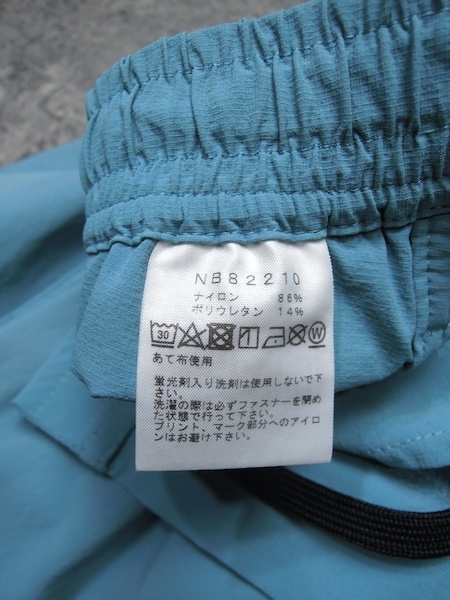 NB82210
ナイロン 86%
ポリウレタン 14%
30 W
あて布使用
蛍光剤入り洗剤は使用しないで下
さい。
洗濯の際は必ずファスナーを閉め
た状態で行って下さい。
プリント、マーク部分へのアイロ
ンはお避け下さい。